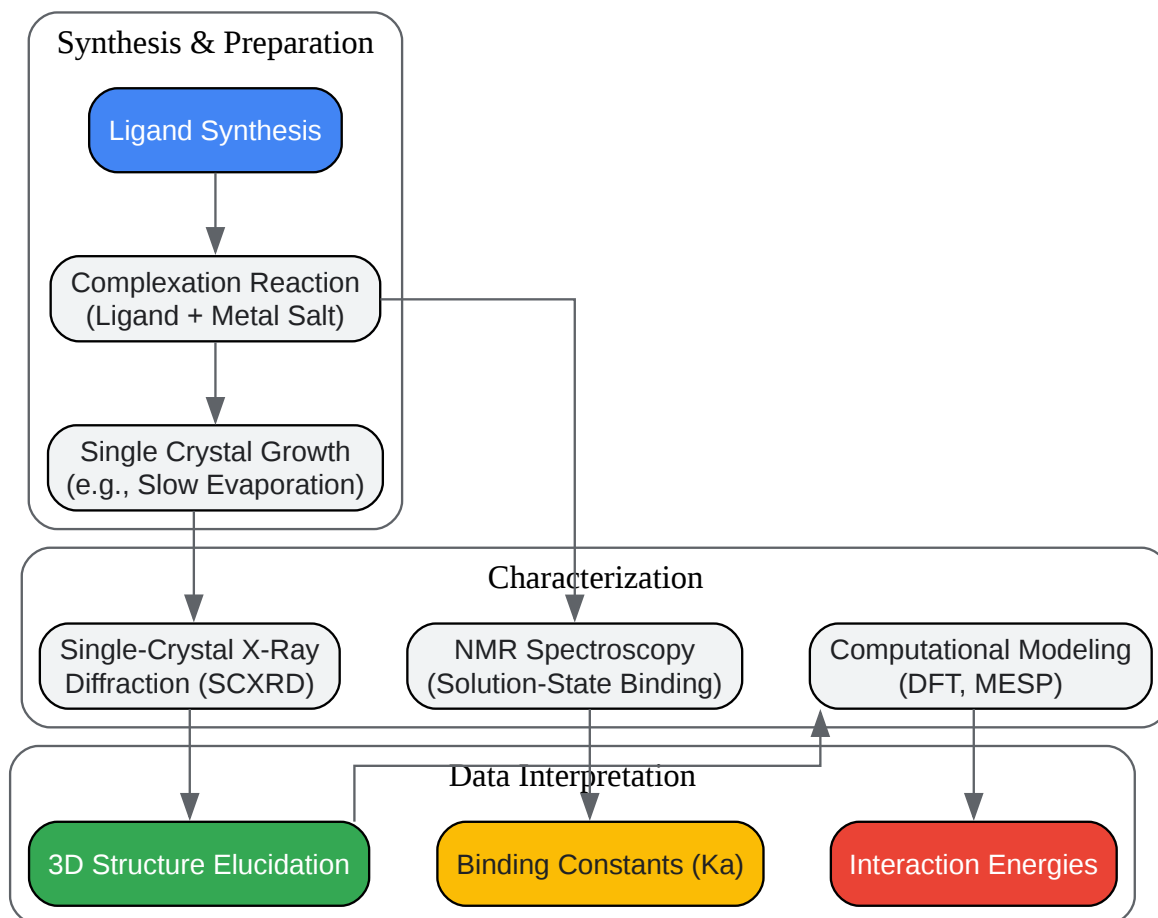 Synthesis & Preparation
Ligand Synthesis
Complexation Reaction
(Ligand + Metal Salt)
Single Crystal Growth
(e.g., Slow Evaporation)
Characterization
Single-Crystal X-Ray
Diffraction (SCXRD)
NMR Spectroscopy
(Solution-State Binding)
Computational Modeling
(DFT, MESP)
Data Interpretation
3D Structure Elucidation
Binding Constants (Ka)
Interaction Energies